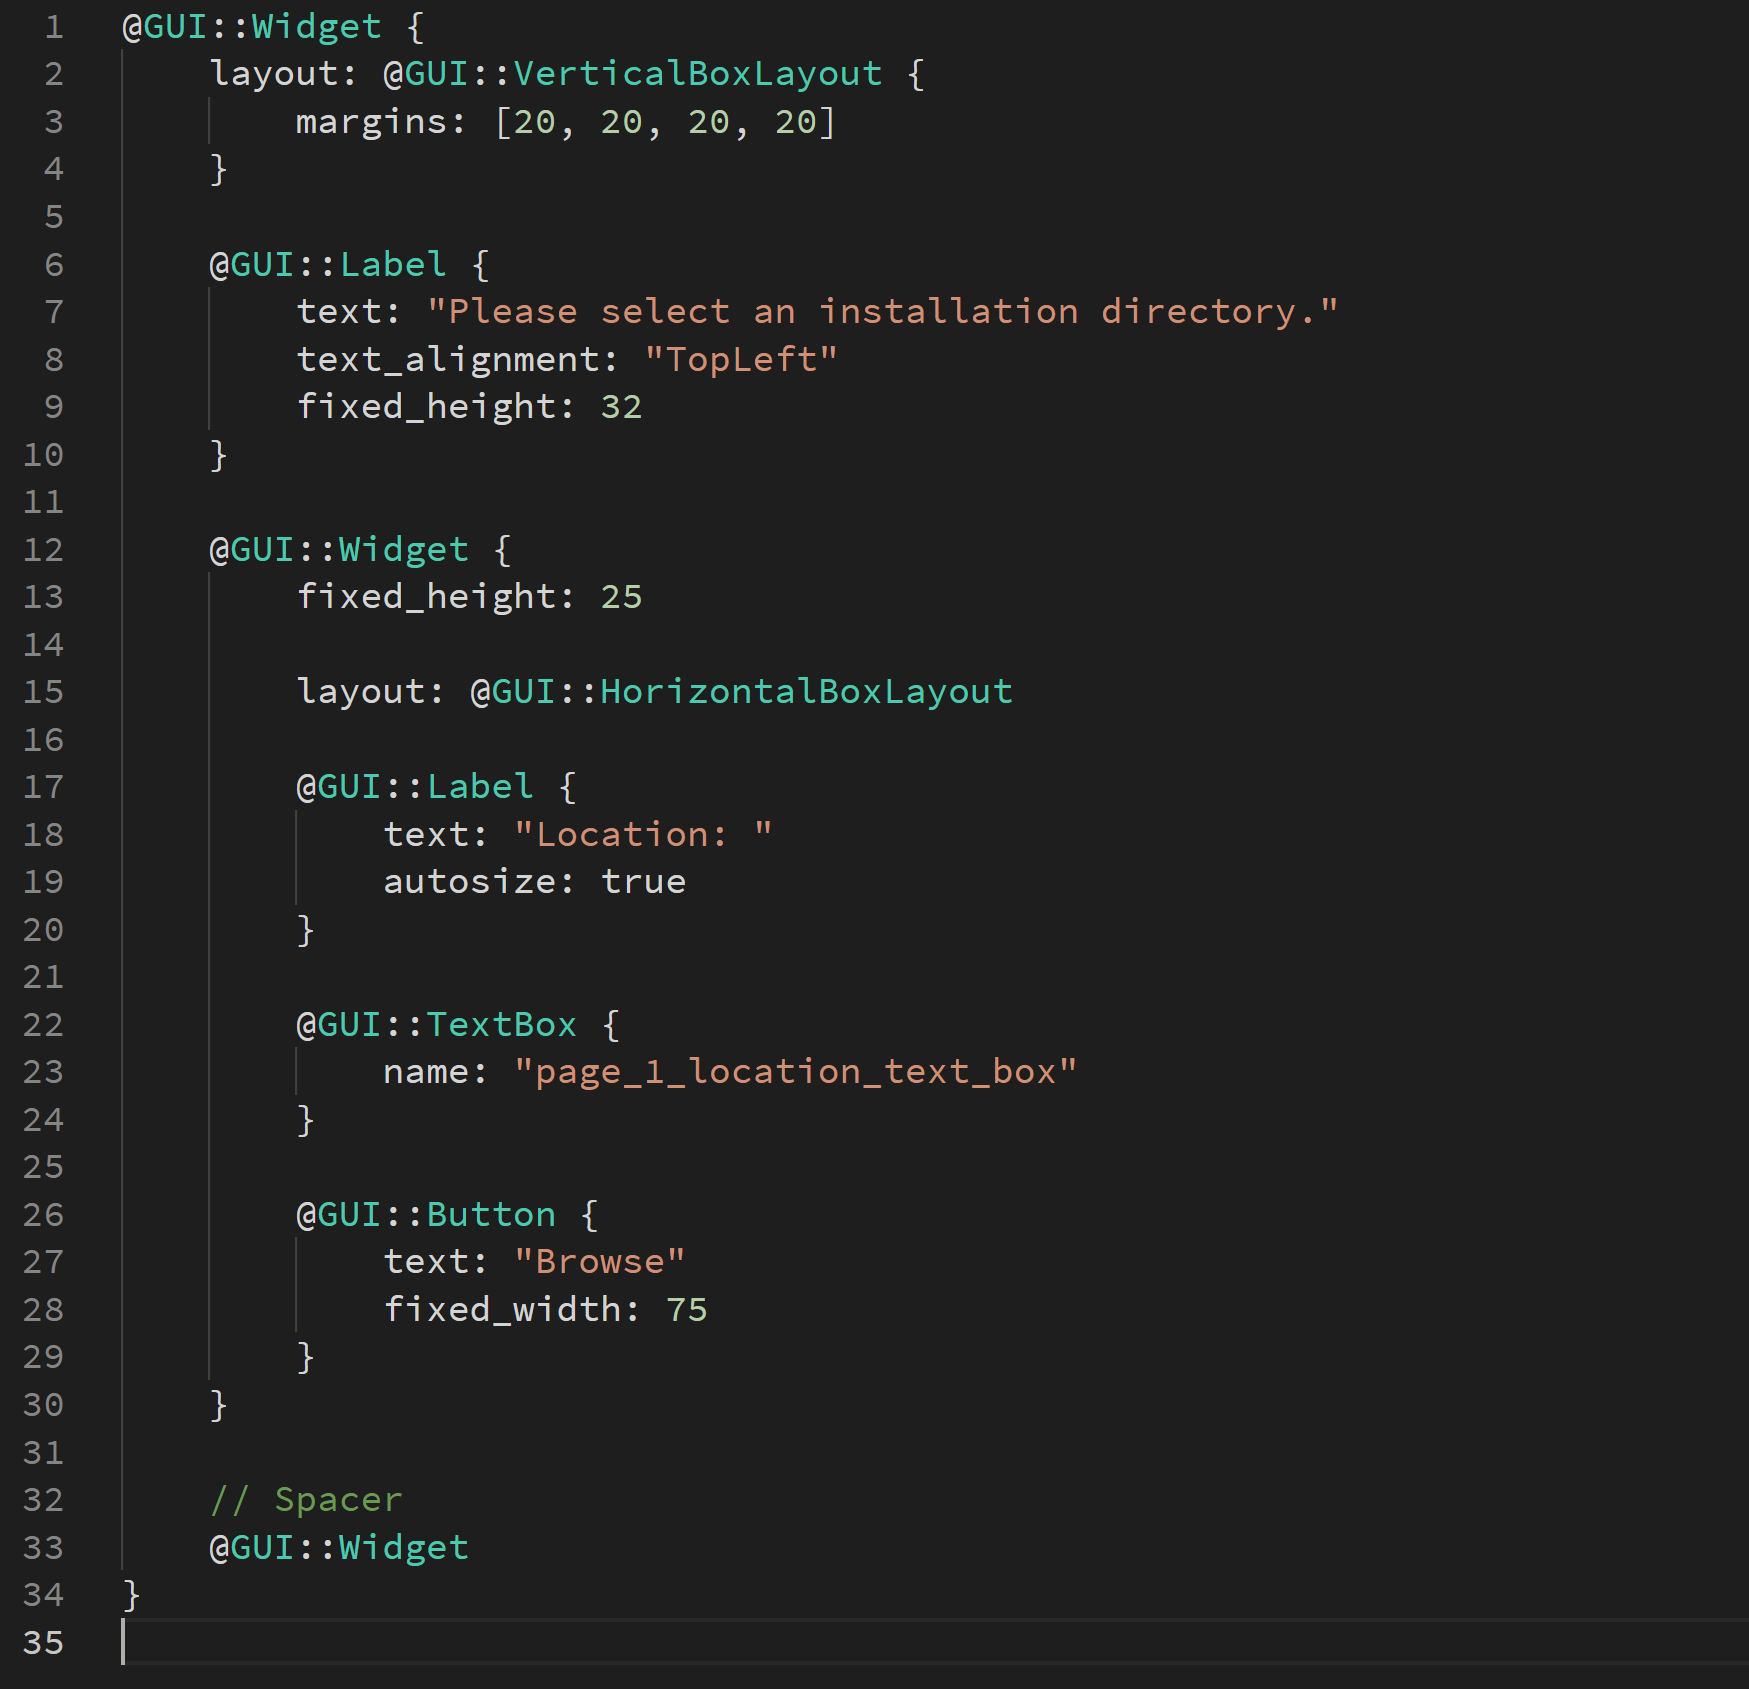 1 @GUI::Widget {
2     layout: @GUI::VerticalBoxLayout {
3         margins: [20, 20, 20, 20]
4     }
5
6     @GUI::Label {
7         text: "Please select an installation directory."
8         text_alignment: "TopLeft"
9         fixed_height: 32
10     }
11
12     @GUI::Widget {
13         fixed_height: 25
14
15         layout: @GUI::HorizontalBoxLayout
16
17         @GUI::Label {
18             text: "Location: "
19             autosize: true
20         }
21
22         @GUI::TextBox {
23             name: "page_1_location_text_box"
24         }
25
26         @GUI::Button {
27             text: "Browse"
28             fixed_width: 75
29         }
30     }
31
32     // Spacer
33     @GUI::Widget
34 }
35